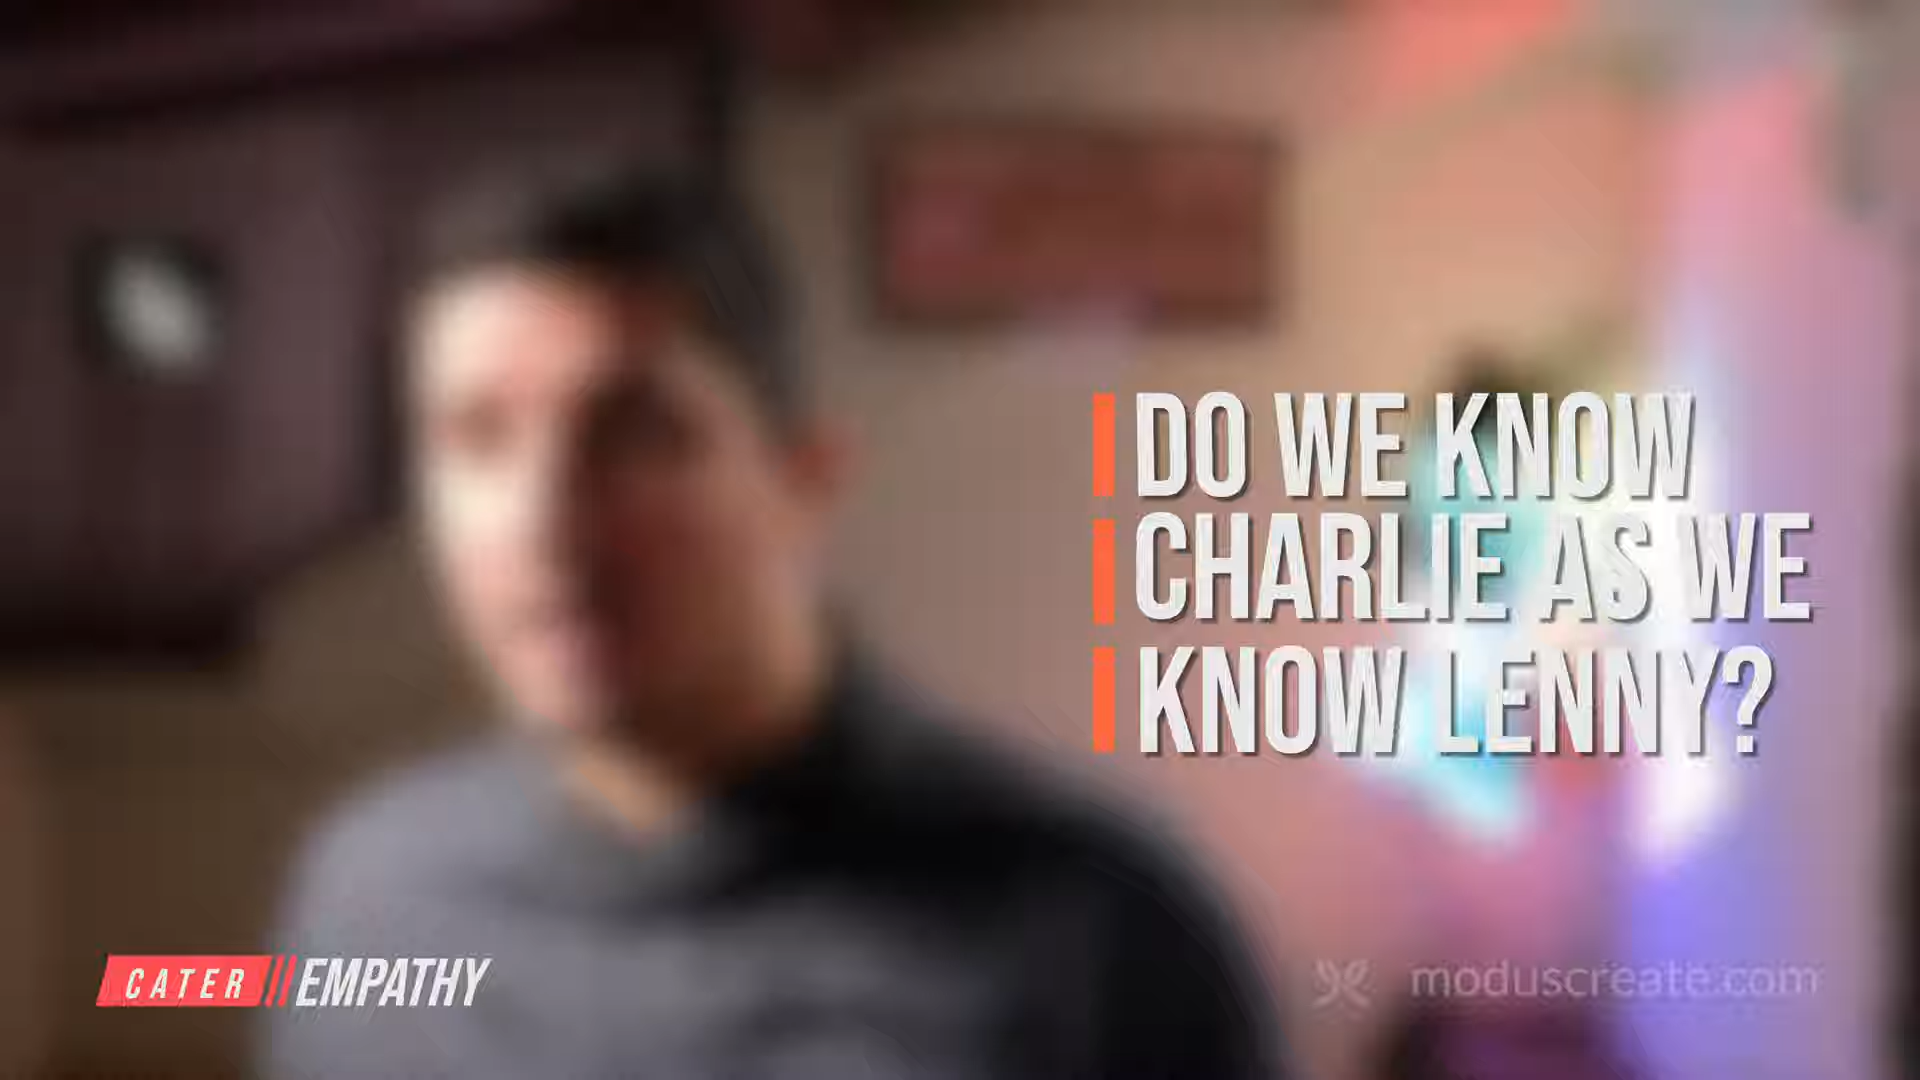 DO WE KNOW
CHARLIE AS WE
KNOW LENNY?
CATER//EMPATHY
moduscreate.com